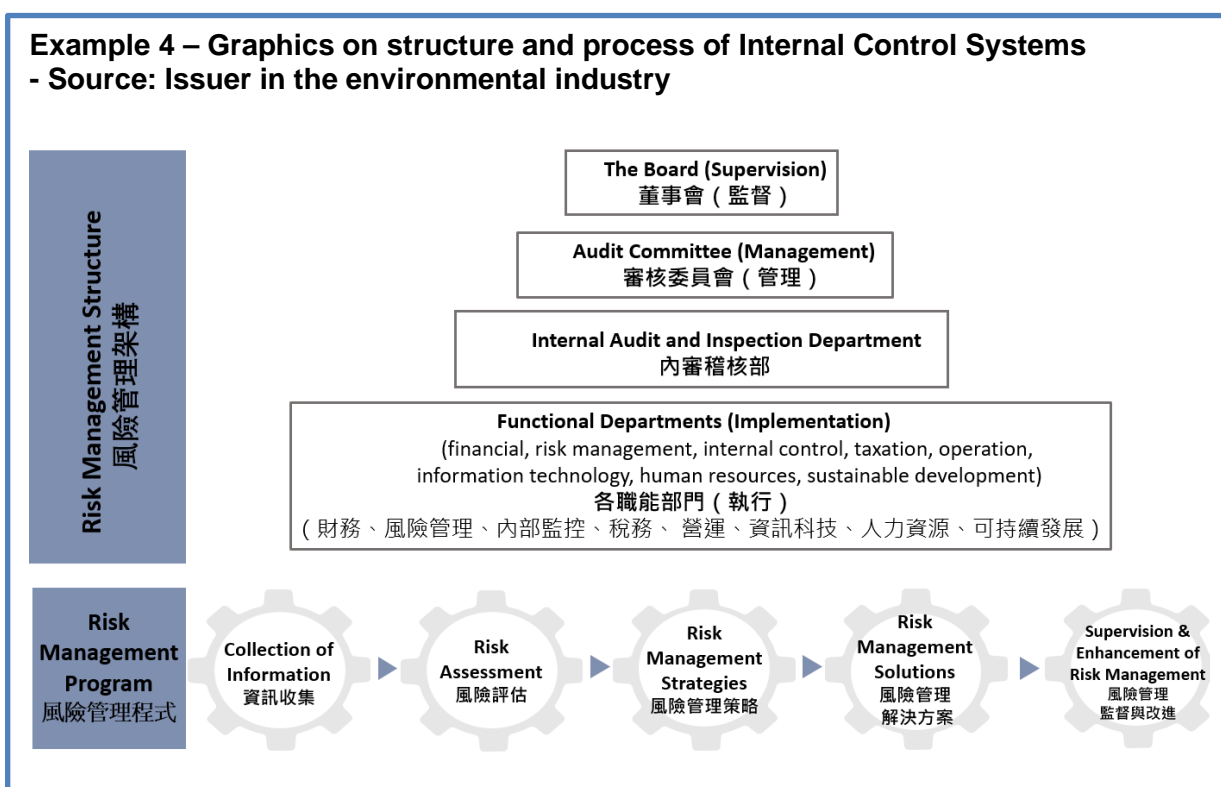 Example 4 – Graphics on structure and process of Internal Control Systems
- Source: Issuer in the environmental industry
Risk Management Structure
風險管理架構
The Board (Supervision)
董事會（監督）
Audit Committee (Management)
審核委員會（管理）
Internal Audit and Inspection Department
內審稽核部
Functional Departments (Implementation)
(financial, risk management, internal control, taxation, operation,
information technology, human resources, sustainable development)
各職能部門（執行）
（財務、風險管理、內部監控、稅務、 營運、資訊科技、人力資源、可持續發展）
Risk
Management
Program
風險管理程式
Collection of
Information
資訊收集
Risk
Assessment
風險評估
Risk
Management
Strategies
風險管理策略
Risk
Management
Solutions
風險管理
解決方案
Supervision &
Enhancement of
Risk Management
風險管理
監督與改進